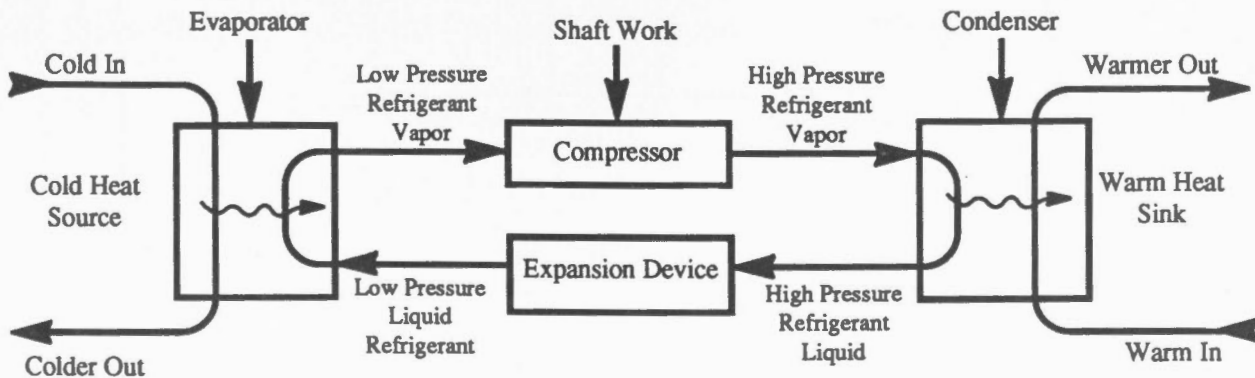 Evaporator
Shaft Work
Condenser
Cold In
Low Pressure
Refrigerant
Vapor
High Pressure
Refrigerant
Vapor
Warmer Out
Compressor
Cold Heat
Source
Warm Heat
Sink
Expansion Device
Low Pressure
Liquid
Refrigerant
High Pressure
Refrigerant
Liquid
Colder Out
Warm In